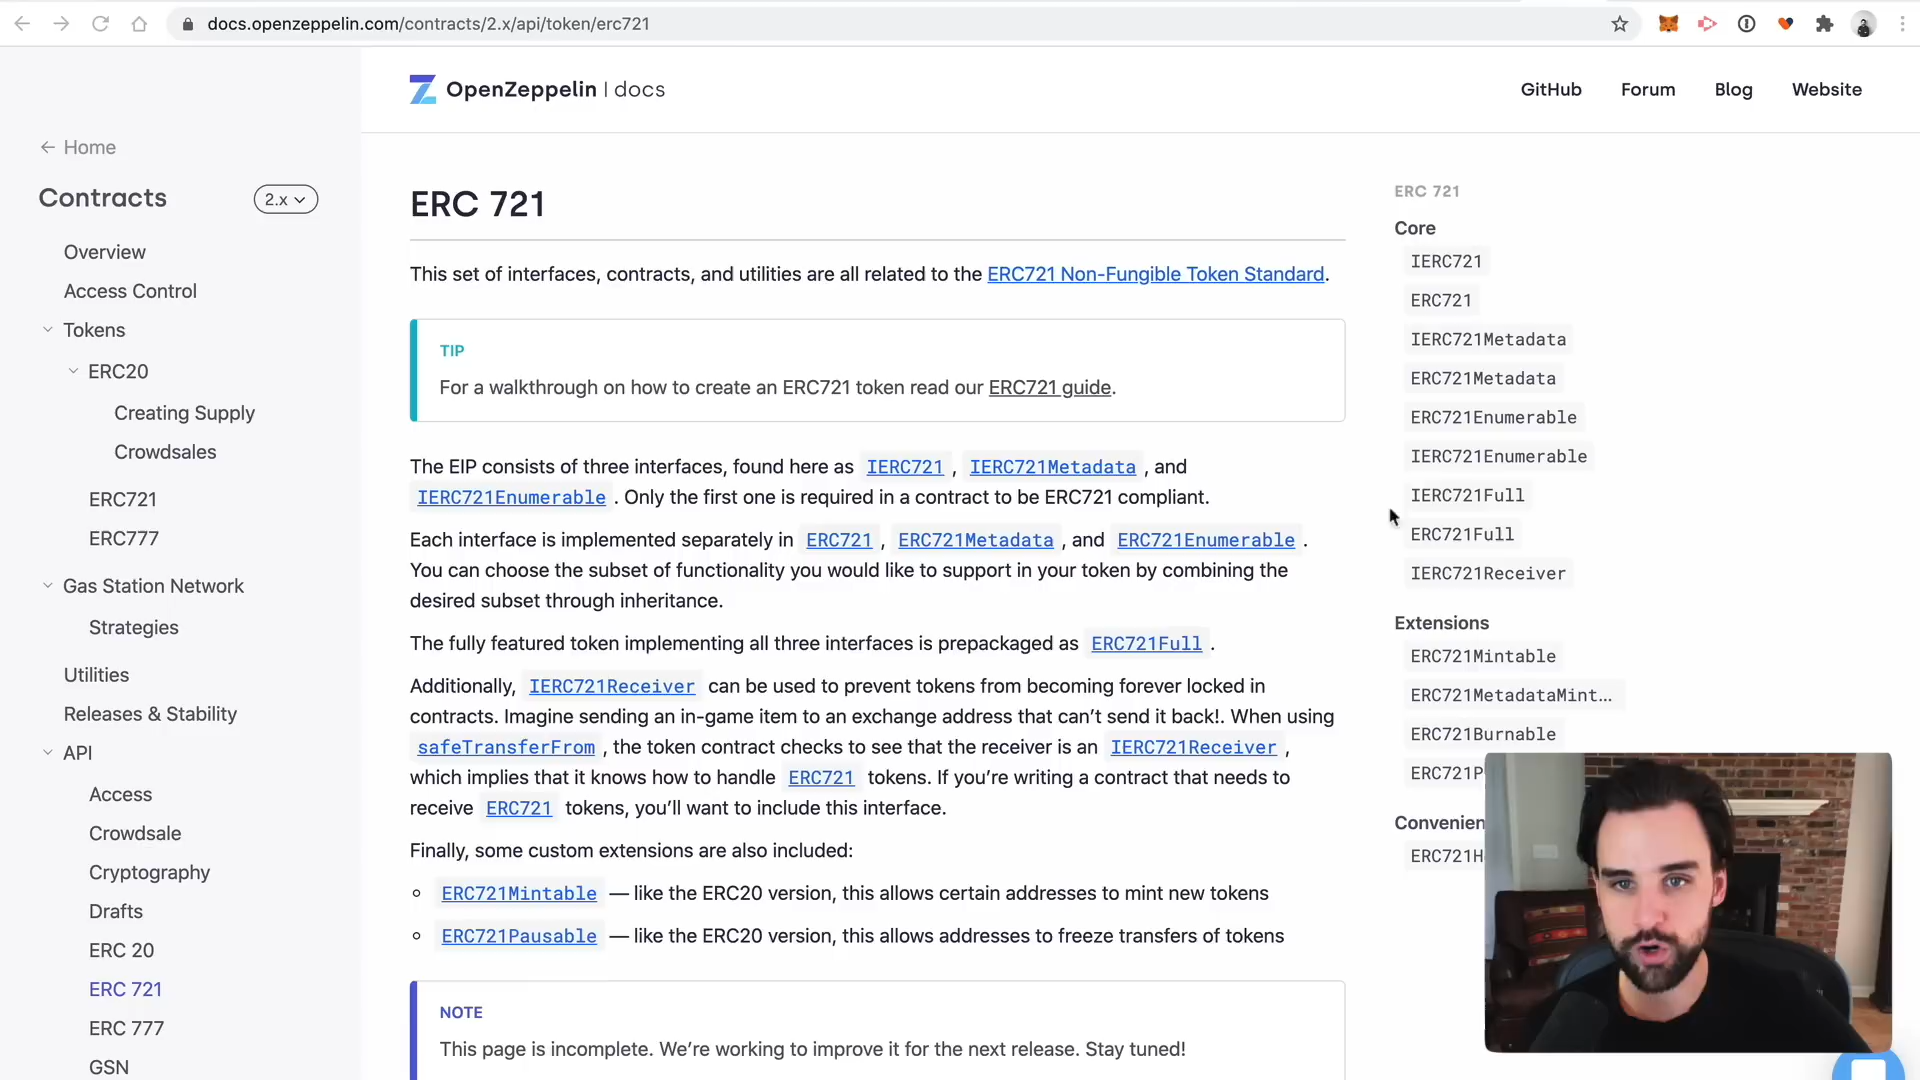 docs.openzeppelin.com/contracts/2.x/api/token/erc721
OpenZeppelin | docs
GitHub
Forum
Blog
Website
← Home
Contracts
2.x
Overview
Access Control
Tokens
ERC20
Creating Supply
Crowdsales
ERC721
ERC777
Gas Station Network
Strategies
Utilities
Releases & Stability
API
Access
Crowdsale
Cryptography
Drafts
ERC 20
ERC 721
ERC 777
GSN
ERC 721
This set of interfaces, contracts, and utilities are all related to the ERC721 Non-Fungible Token Standard.
TIP
For a walkthrough on how to create an ERC721 token read our ERC721 guide.
The EIP consists of three interfaces, found here as IERC721 , IERC721Metadata , and
IERC721Enumerable . Only the first one is required in a contract to be ERC721 compliant.
Each interface is implemented separately in ERC721 , ERC721Metadata , and ERC721Enumerable .
You can choose the subset of functionality you would like to support in your token by combining the
desired subset through inheritance.
The fully featured token implementing all three interfaces is prepackaged as ERC721Full .
Additionally, IERC721Receiver can be used to prevent tokens from becoming forever locked in
contracts. Imagine sending an in-game item to an exchange address that can’t send it back!. When using
safeTransferFrom , the token contract checks to see that the receiver is an IERC721Receiver ,
which implies that it knows how to handle ERC721 tokens. If you’re writing a contract that needs to
receive ERC721 tokens, you’ll want to include this interface.
Finally, some custom extensions are also included:
ERC721Mintable — like the ERC20 version, this allows certain addresses to mint new tokens
ERC721Pausable — like the ERC20 version, this allows addresses to freeze transfers of tokens
NOTE
This page is incomplete. We’re working to improve it for the next release. Stay tuned!
ERC 721
Core
IERC721
ERC721
IERC721Metadata
ERC721Metadata
ERC721Enumerable
IERC721Enumerable
IERC721Full
ERC721Full
IERC721Receiver
Extensions
ERC721Mintable
ERC721MetadataMint...
ERC721Burnable
ERC721P
Convenien
ERC721H